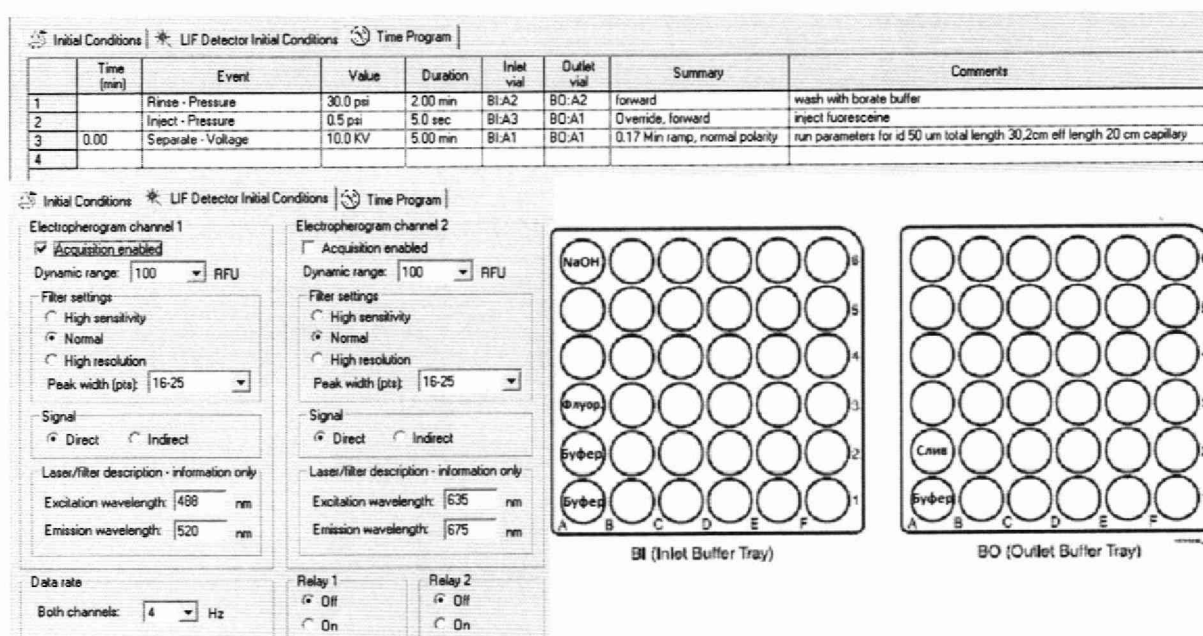 Initial Conditions LIF Detector Initial Conditions Time Program
Time (min) Event Value Duration Inlet vial Outlet vial Summary Comments
1 Rinse - Pressure 30.0 psi 2.00 min BI:A2 BO:A2 forward wash with borate buffer
2 Inject - Pressure 0.5 psi 5.0 sec BI:A3 BO:A1 Override, forward inject fuoresceine
3 0.00 Separate - Voltage 10.0 KV 5.00 min BI:A1 BO:A1 0.17 Min ramp, normal polarity run parameters for id 50 um total length 30,2cm eff length 20 cm capillary
4
Initial Conditions LIF Detector Initial Conditions Time Program
Electropherogram channel 1
Acquisition enabled
Dynamic range: 100 RFU
Filter settings
High sensitivity
Normal
High resolution
Peak width (pts): 16-25
Signal
Direct Indirect
Laser/filter description - information only
Excitation wavelength: 488 nm
Emission wavelength: 520 nm
Electropherogram channel 2
Acquisition enabled
Dynamic range: 100 RFU
Filter settings
High sensitivity
Normal
High resolution
Peak width (pts): 16-25
Signal
Direct Indirect
Laser/filter description - information only
Excitation wavelength: 635 nm
Emission wavelength: 675 nm
Data rate
Both channels: 4 Hz
Relay 1
Off
On
Relay 2
Off
On
NaOH 6
5
4
Флуор. 3
Буфер 2
Буфер 1
A B C D E F
BI (Inlet Buffer Tray)
Слив
Буфер
A B C D E F
BO (Outlet Buffer Tray)